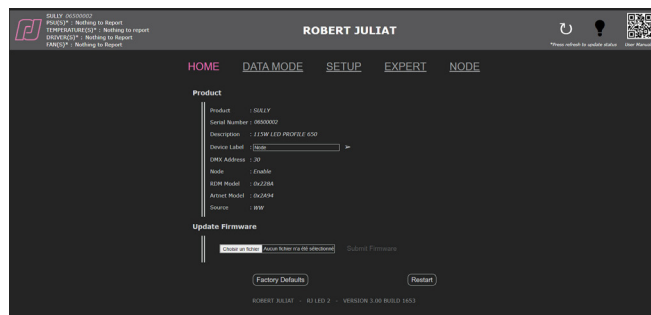 SULLY 06500002
PSU(S)* : Nothing to Report
TEMPERATURE(S)* : Nothing to report
DRIVER(S)* : Nothing to Report
FAN(S)* : Nothing to Report
ROBERT JULIAT
*Press refresh to update status
User Manual
HOME DATA MODE SETUP EXPERT NODE
Product
Product : SULLY
Serial Number : 06500002
Description : 115W LED PROFILE 650
Device Label : Node
DMX Address : 30
Node : Enable
RDM Model : 0x228A
Artnet Model : 0x2A94
Source : WW
Update Firmware
Choisir un fichier Aucun fichier n'a été sélectionné Submit Firmware
Factory Defaults Restart
ROBERT JULIAT - RJ LED 2 - VERSION 3.00 BUILD 1653